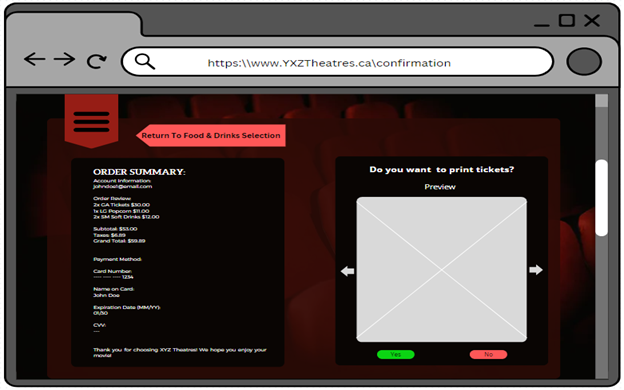 https:\\www.YXZTheatres.ca\confirmation
Return To Food & Drinks Selection
ORDER SUMMARY:
Account Information:
johndoe1@email.com
Order Review
2x GA Tickets $30.00
1x LG Popcorn $11.00
2x SM Soft Drinks $12.00
Subtotal: $53.00
Taxes: $6.89
Grand Total: $59.89
Payment Method:
Card Number:
---- ---- ---- 1234
Name on Card:
John Doe
Expiration Date (MM/YY):
01/30
CVV:
---
Thank you for choosing XYZ Theatres! We hope you enjoy your
movie!
Do you want to print tickets?
Preview
Yes
No